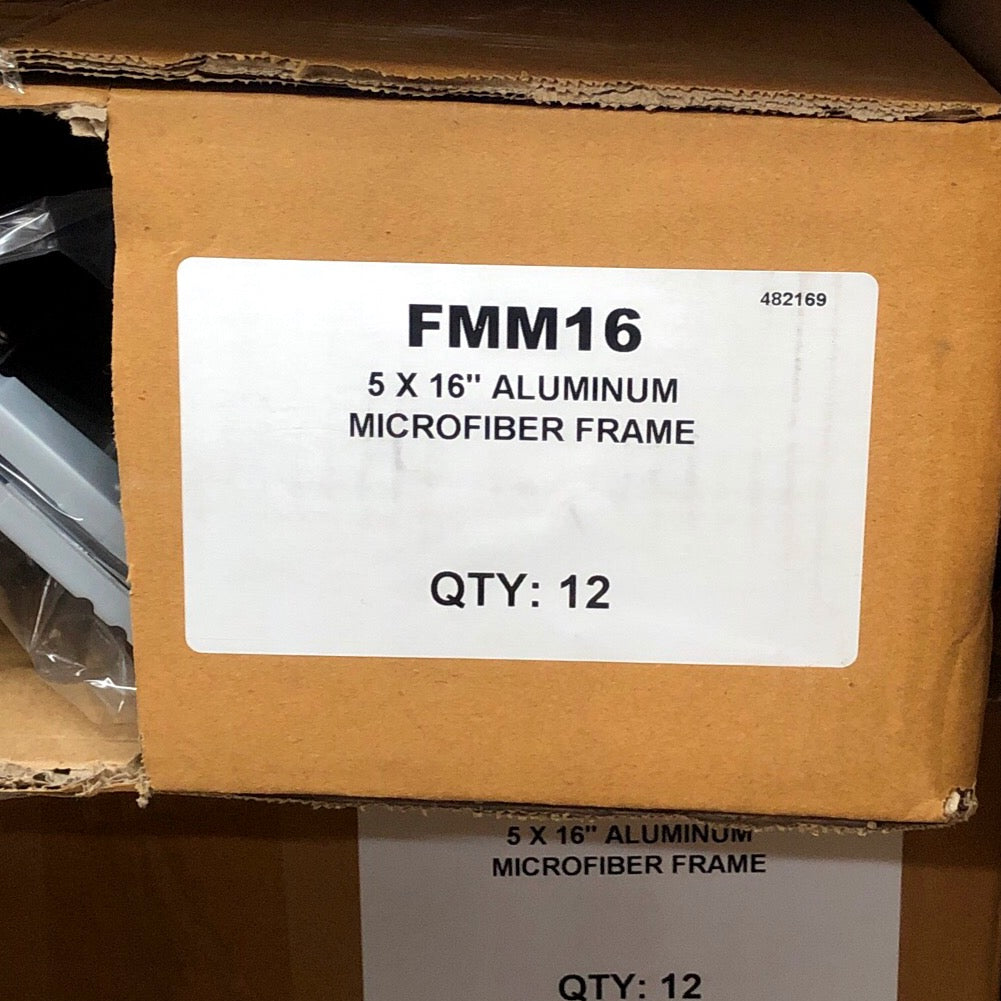 482169
FMM16
5 X 16" ALUMINUM
MICROFIBER FRAME
QTY: 12
5 X 16" ALUMINUM
MICROFIBER FRAME
QTY: 12